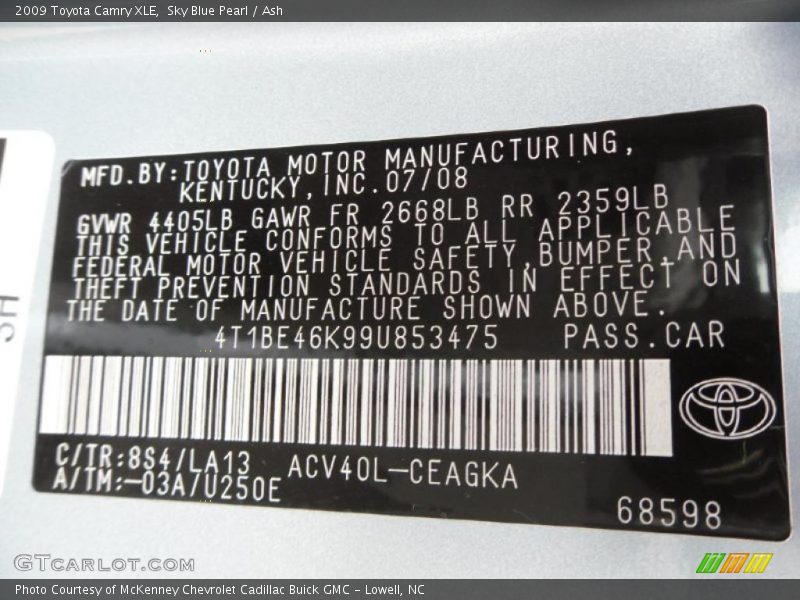 2009 Toyota Camry XLE,  Sky Blue Pearl / Ash
MFD.BY:TOYOTA MOTOR MANUFACTURING,
KENTUCKY,INC.07/08
GVWR 4405LB GAWR FR 2668LB RR 2359LB
THIS VEHICLE CONFORMS TO ALL APPLICABLE
FEDERAL MOTOR VEHICLE SAFETY,BUMPER,AND
THEFT PREVENTION STANDARDS IN EFFECT ON
THE DATE OF MANUFACTURE SHOWN ABOVE.
4T1BE46K99U853475 PASS.CAR
C/TR:8S4/LA13 ACV40L-CEAGKA
A/TM:-03A/U250E
68598
SH
GTCARLOT.COM
Photo Courtesy of McKenney Chevrolet Cadillac Buick GMC - Lowell, NC